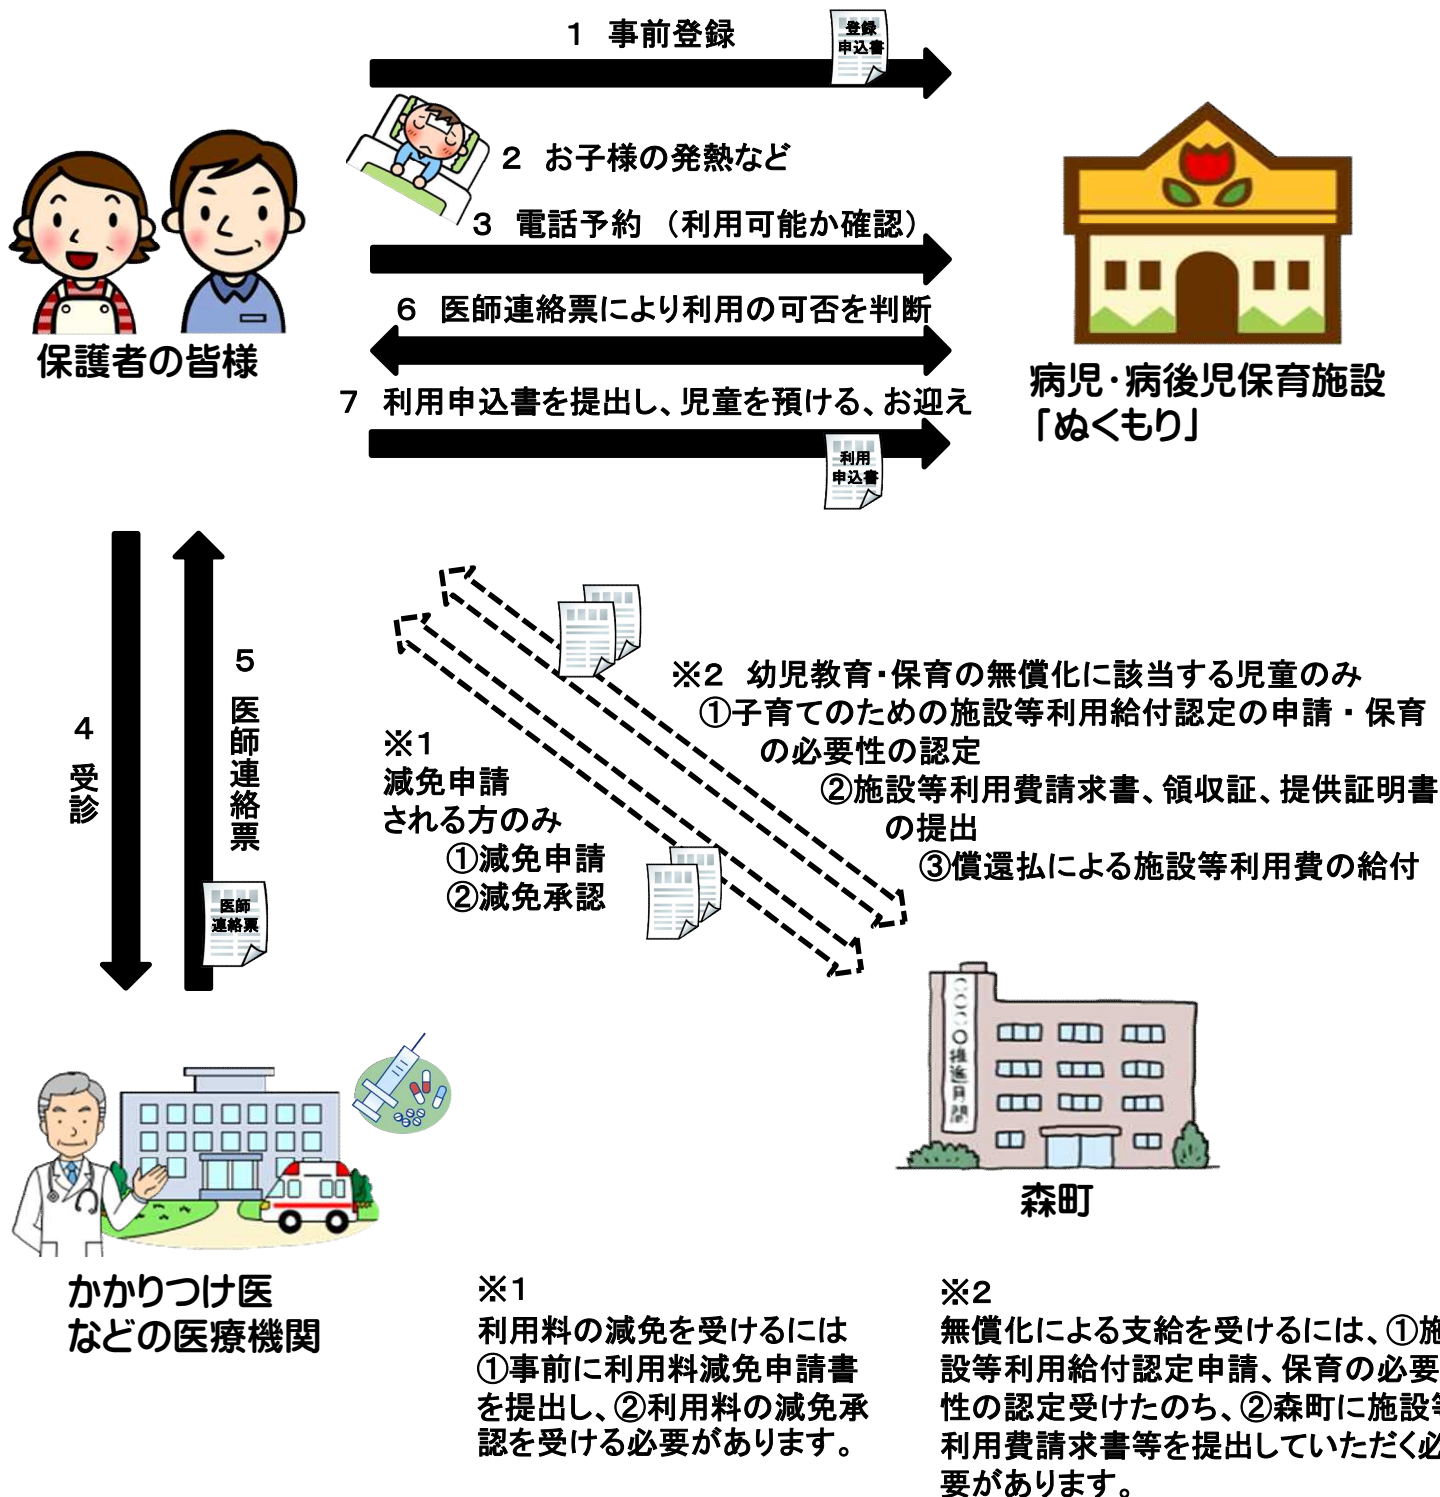 1 事前登録
登録
申込書
2 お子様の発熱など
3 電話予約 (利用可能か確認)
6 医師連絡票により利用の可否を判断
保護者の皆様
7 利用申込書を提出し、児童を預ける、お迎え
利用
申込書
病児・病後児保育施設
「ぬくもり」
4 受診
5 医師連絡票
医師
連絡票
※1
減免申請
される方のみ
①減免申請
②減免承認
※2 幼児教育・保育の無償化に該当する児童のみ
①子育てのための施設等利用給付認定の申請・保育
の必要性の認定
②施設等利用費請求書、領収証、提供証明書
の提出
③償還払による施設等利用費の給付
〇〇〇〇推進月間
森町
かかりつけ医
などの医療機関
※1
利用料の減免を受けるには
①事前に利用料減免申請書
を提出し、②利用料の減免承
認を受ける必要があります。
※2
無償化による支給を受けるには、①施
設等利用給付認定申請、保育の必要
性の認定受けたのち、②森町に施設等
利用費請求書等を提出していただく必
要があります。